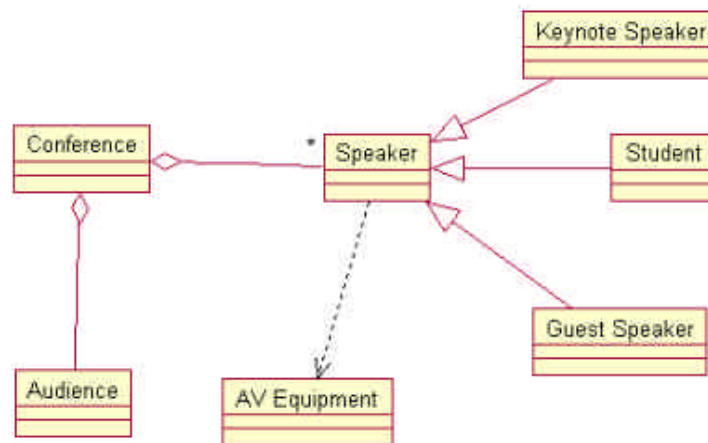 Keynote Speaker
Conference
*
Speaker
Student
Guest Speaker
Audience
AV Equipment